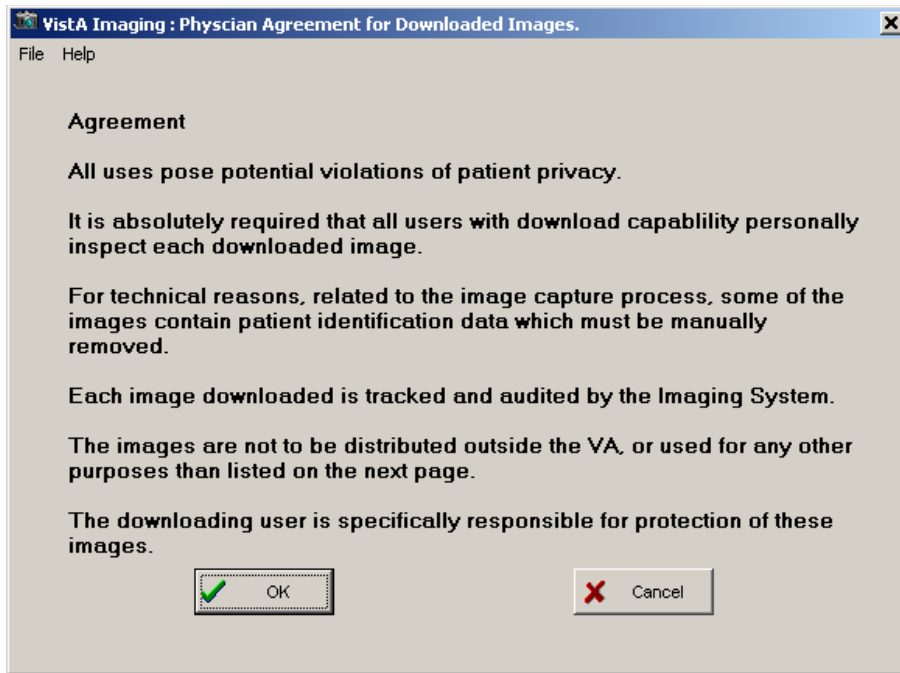 VistA Imaging : Physcian Agreement for Downloaded Images.
File Help
Agreement
All uses pose potential violations of patient privacy.
It is absolutely required that all users with download capablility personally
inspect each downloaded image.
For technical reasons, related to the image capture process, some of the
images contain patient identification data which must be manually
removed.
Each image downloaded is tracked and audited by the Imaging System.
The images are not to be distributed outside the VA, or used for any other
purposes than listed on the next page.
The downloading user is specifically responsible for protection of these
images.
OK Cancel